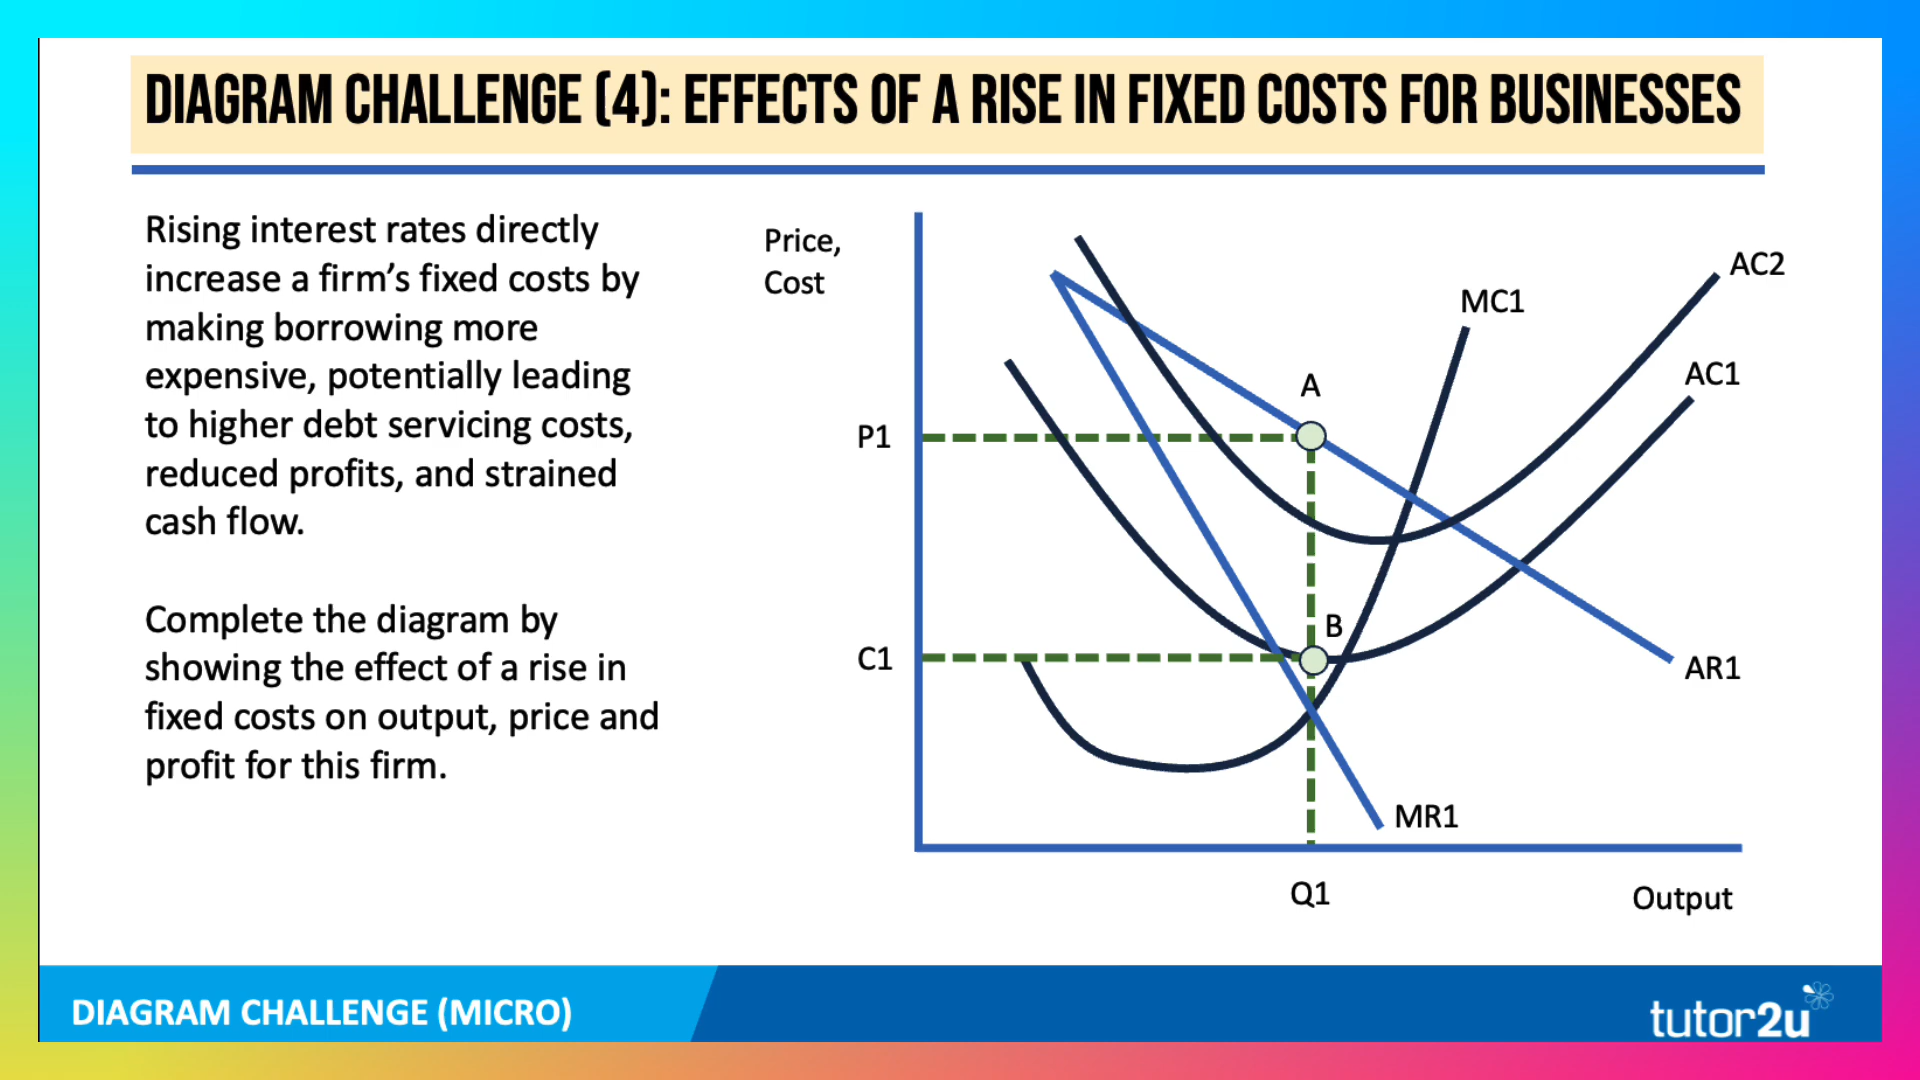 DIAGRAM CHALLENGE (4): EFFECTS OF A RISE IN FIXED COSTS FOR BUSINESSES
Rising interest rates directly
increase a firm’s fixed costs by
making borrowing more
expensive, potentially leading
to higher debt servicing costs,
reduced profits, and strained
cash flow.
Complete the diagram by
showing the effect of a rise in
fixed costs on output, price and
profit for this firm.
Price,
Cost
AC2
MC1
AC1
A
P1
B
C1
AR1
MR1
Q1
Output
DIAGRAM CHALLENGE (MICRO)
tutor2u